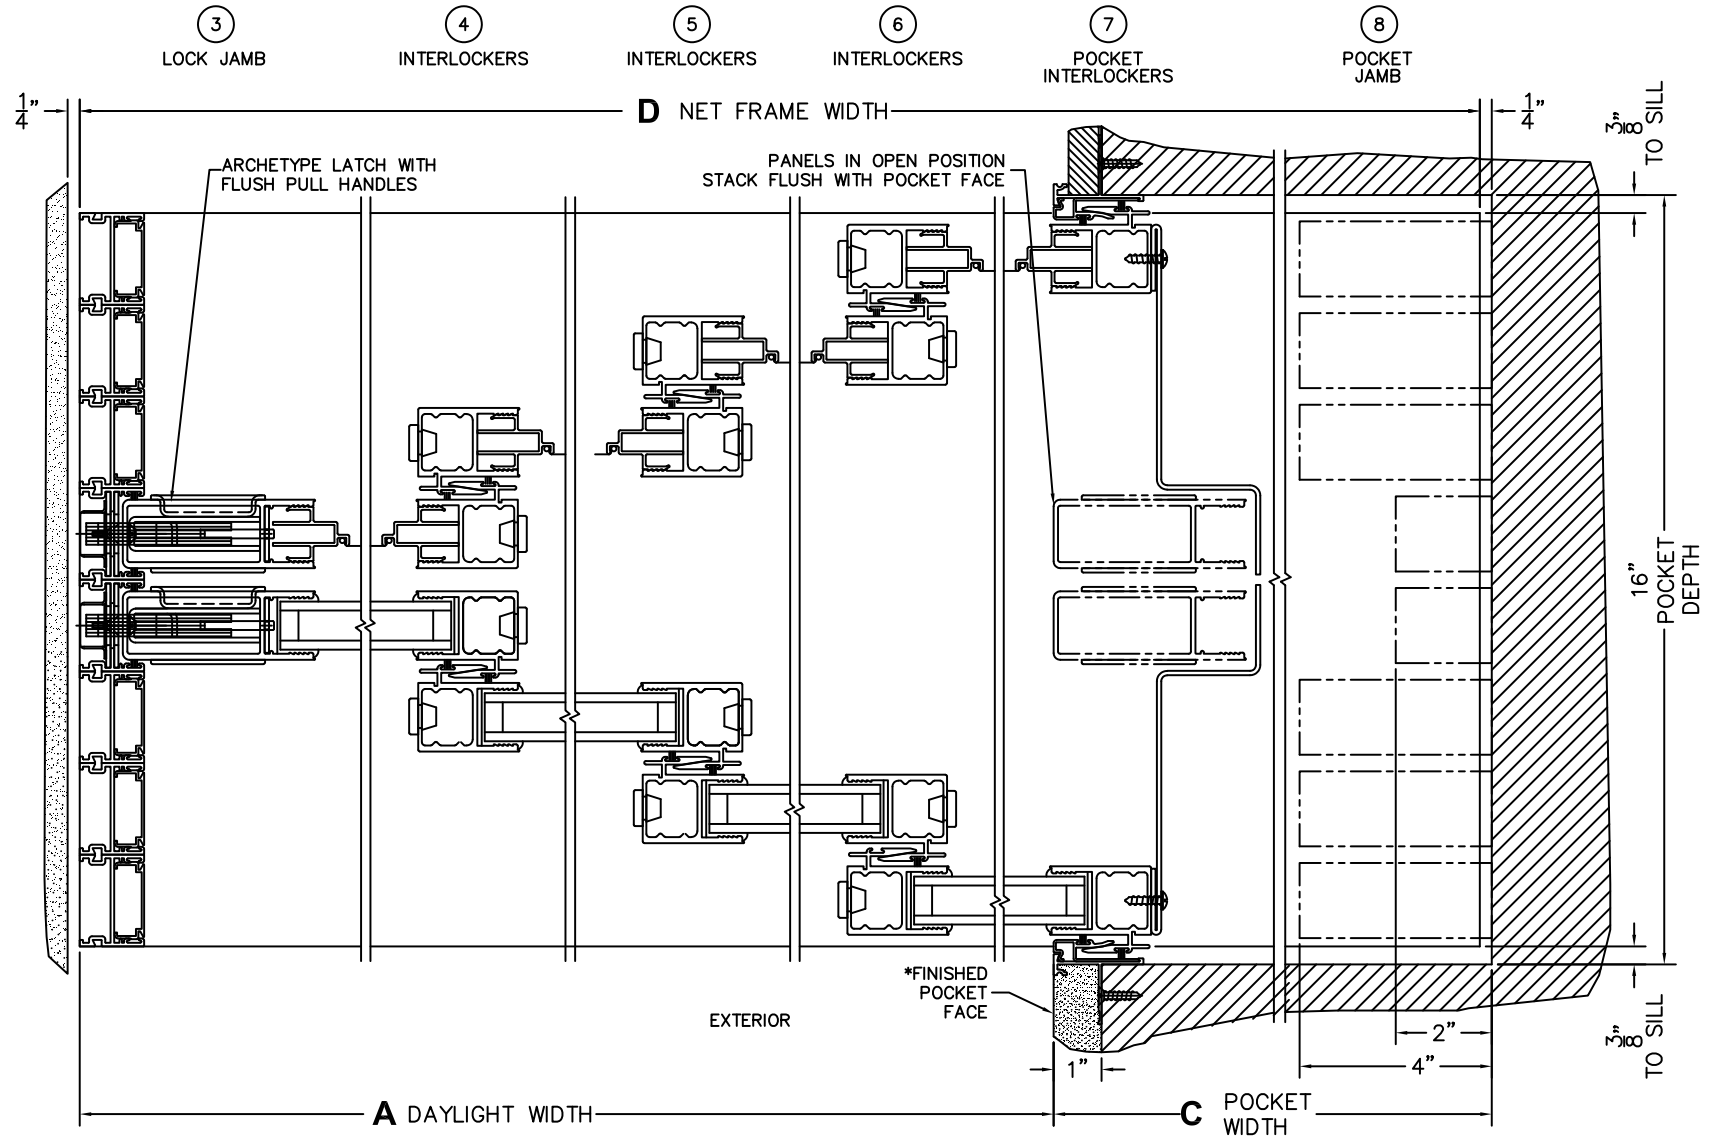 3
LOCK JAMB
4
INTERLOCKERS
5
INTERLOCKERS
6
INTERLOCKERS
7
POCKET
INTERLOCKERS
8
POCKET
JAMB
1/4"
D NET FRAME WIDTH
1/4"
3/8"
TO SILL
ARCHETYPE LATCH WITH
FLUSH PULL HANDLES
PANELS IN OPEN POSITION
STACK FLUSH WITH POCKET FACE
16"
POCKET
DEPTH
*FINISHED
POCKET
FACE
EXTERIOR
3/8"
TO SILL
2"
1"
4"
A DAYLIGHT WIDTH
C POCKET
WIDTH